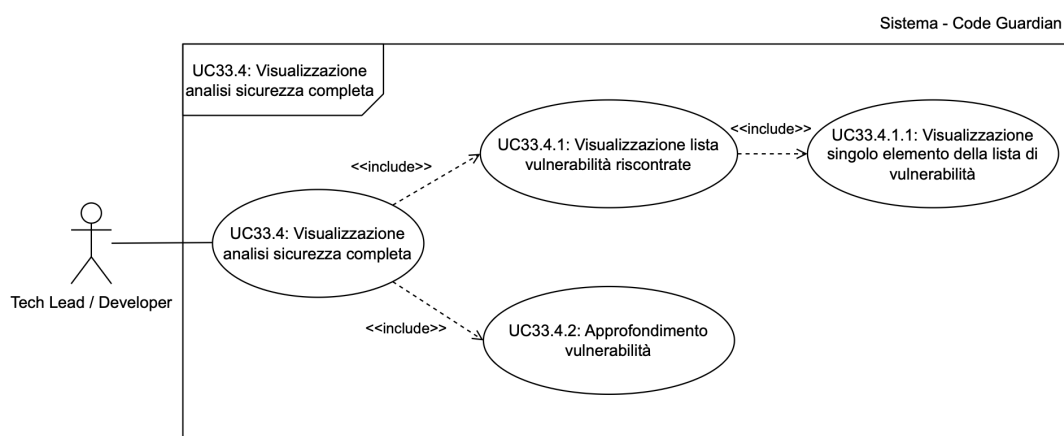 Sistema - Code Guardian
UC33.4: Visualizzazione
analisi sicurezza completa
<<include>>
UC33.4.1: Visualizzazione lista
vulnerabilità riscontrate
<<include>>
UC33.4.1.1: Visualizzazione
singolo elemento della lista di
vulnerabilità
UC33.4: Visualizzazione
analisi sicurezza completa
Tech Lead / Developer
<<include>>
UC33.4.2: Approfondimento
vulnerabilità